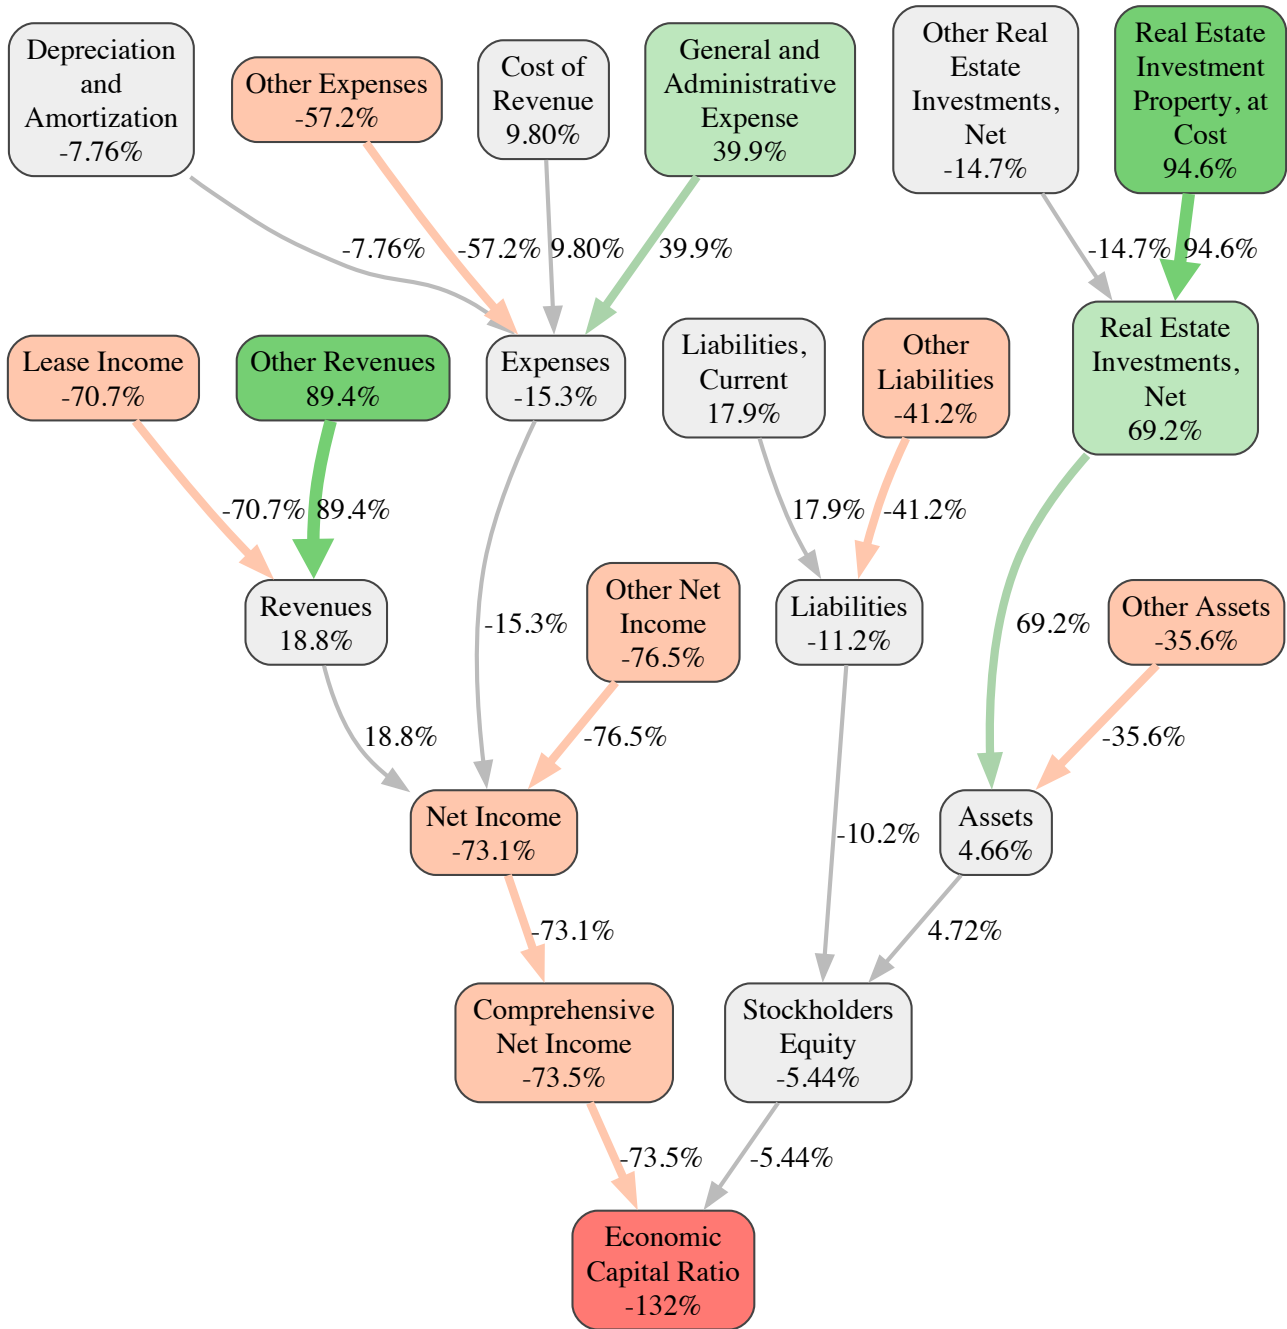 Depreciation
and
Amortization
-7.76%
Other Expenses
-57.2%
Cost of
Revenue
9.80%
General and
Administrative
Expense
39.9%
Other Real
Estate
Investments,
Net
-14.7%
Real Estate
Investment
Property, at
Cost
94.6%
-7.76%
-57.2%
9.80%
39.9%
-14.7%
94.6%
Lease Income
-70.7%
Other Revenues
89.4%
Expenses
-15.3%
Liabilities,
Current
17.9%
Other
Liabilities
-41.2%
Real Estate
Investments,
Net
69.2%
-70.7%
89.4%
17.9%
-41.2%
Revenues
18.8%
-15.3%
Other Net
Income
-76.5%
Liabilities
-11.2%
69.2%
Other Assets
-35.6%
18.8%
-76.5%
-35.6%
Net Income
-73.1%
-10.2%
Assets
4.66%
-73.1%
4.72%
Comprehensive
Net Income
-73.5%
Stockholders
Equity
-5.44%
-73.5%
-5.44%
Economic
Capital Ratio
-132%